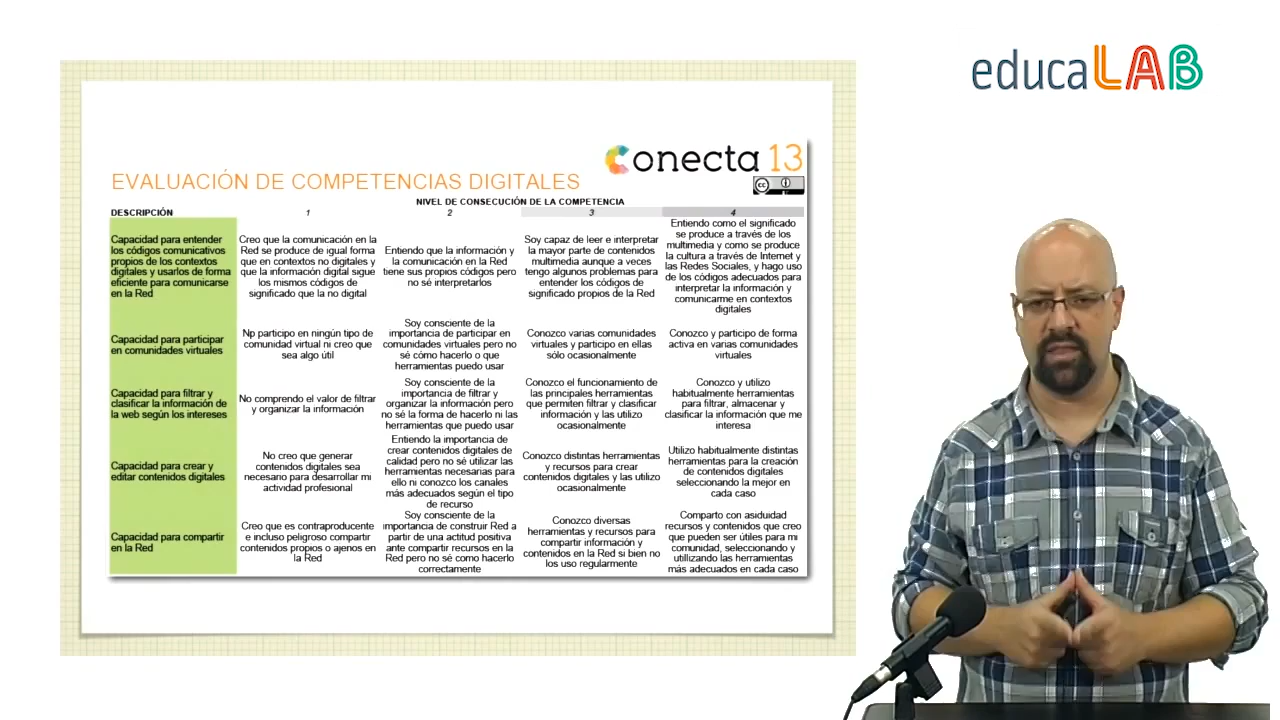 educaLAB
Conecta 13
EVALUACIÓN DE COMPETENCIAS DIGITALES
cc
NIVEL DE CONSECUCIÓN DE LA COMPETENCIA
DESCRIPCIÓN 1 2 3 4
Capacidad para entender
los códigos comunicativos
propios de los contextos
digitales y usarlos de forma
eficiente para comunicarse
en la Red
Creo que la comunicación en la
Red se produce de igual forma
que en contextos no digitales y
que la información digital sigue
los mismos códigos de
significado que la no digital
Entiendo que la información y
la comunicación en la Red
tiene sus propios códigos pero
no sé interpretarlos
Soy capaz de leer e interpretar
la mayor parte de contenidos
multimedia aunque a veces
tengo algunos problemas para
entender los códigos de
significado propios de la Red
Entiendo como el significado
se produce a través de los
multimedia y como se produce
la cultura a través de Internet y
las Redes Sociales, y hago uso
de los códigos adecuados para
interpretar la información y
comunicarme en contextos
digitales
Capacidad para participar
en comunidades virtuales
Np participo en ningún tipo de
comunidad virtual ni creo que
sea algo útil
Soy consciente de la
importancia de participar en
comunidades virtuales pero no
sé cómo hacerlo o que
herramientas puedo usar
Conozco varias comunidades
virtuales y participo en ellas
sólo ocasionalmente
Conozco y participo de forma
activa en varias comunidades
virtuales
Capacidad para filtrar y
clasificar la información de
la web según los intereses
No comprendo el valor de filtrar
y organizar la información
Soy consciente de la
importancia de filtrar y
organizar la información pero
no sé la forma de hacerlo ni las
herramientas que puedo usar
Conozco el funcionamiento de
las principales herramientas
que permiten filtrar y clasificar
información y las utilizo
ocasionalmente
Conozco y utilizo
habitualmente herramientas
para filtrar, almacenar y
clasificar la información que me
interesa
Capacidad para crear y
editar contenidos digitales
No creo que generar
contenidos digitales sea
necesario para desarrollar mi
actividad profesional
Entiendo la importancia de
crear contenidos digitales de
calidad pero no sé utilizar las
herramientas necesarias para
ello ni conozco los canales
más adecuados según el tipo
de recurso
Conozco distintas herramientas
y recursos para crear
contenidos digitales y las utilizo
ocasionalmente
Utilizo habitualmente distintas
herramientas para la creación
de contenidos digitales
seleccionando la mejor en
cada caso
Capacidad para compartir
en la Red
Creo que es contraproducente
e incluso peligroso compartir
contenidos propios o ajenos en
la Red
Soy consciente de la
importancia de construir Red a
partir de una actitud positiva
ante compartir recursos en la
Red pero no sé como hacerlo
correctamente
Conozco diversas
herramientas y recursos para
compartir información y
contenidos en la Red si bien no
los uso regularmente
Comparto con asiduidad
recursos y contenidos que creo
que pueden ser útiles para mi
comunidad, seleccionando y
utilizando las herramientas
más adecuados en cada caso